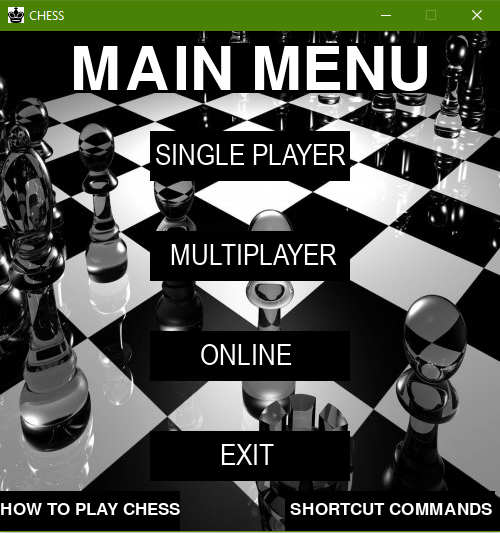 CHESS
MAIN MENU
SINGLE PLAYER
MULTIPLAYER
ONLINE
EXIT
HOW TO PLAY CHESS
SHORTCUT COMMANDS